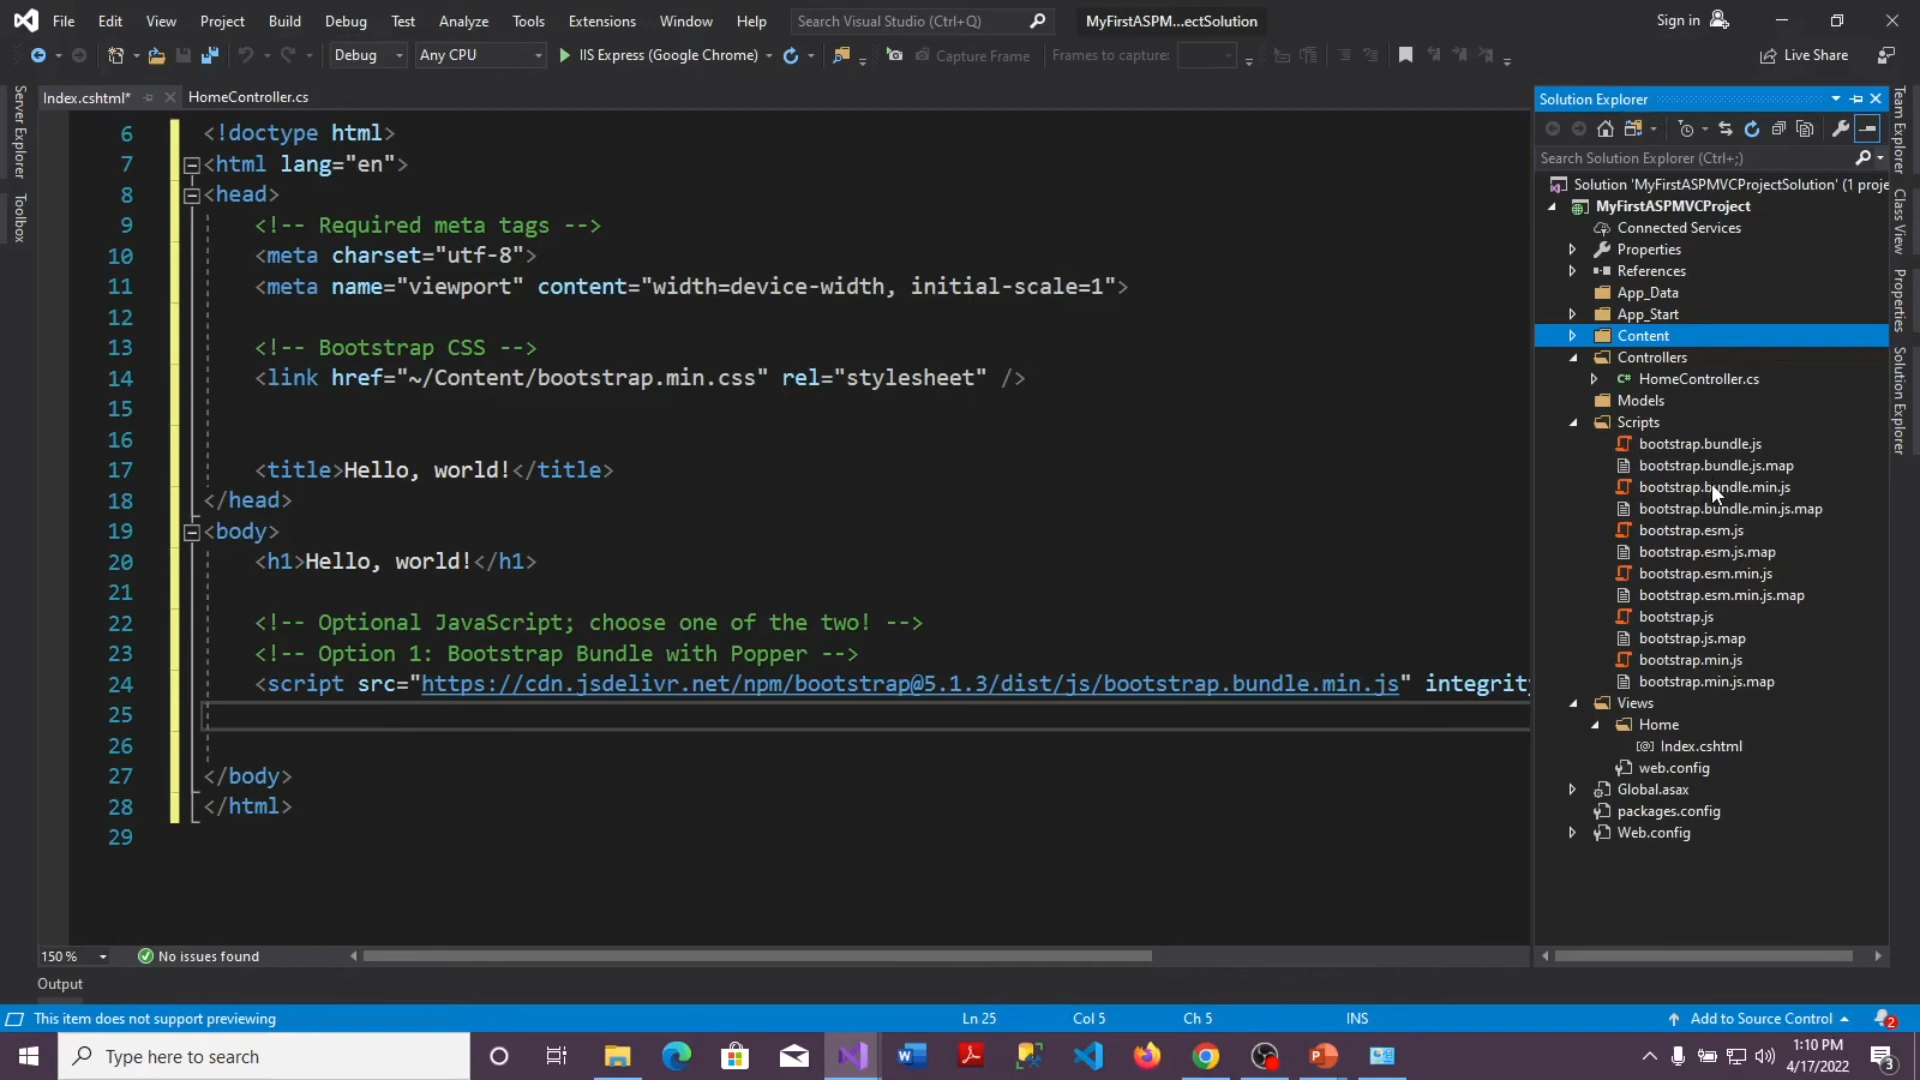 File Edit View Project Build Debug Test Analyze Tools Extensions Window Help Search Visual Studio (Ctrl+Q) MyFirstASPM...ectSolution Sign in
Debug Any CPU IIS Express (Google Chrome) Capture Frame Frames to capture: Live Share
Server Explorer
Toolbox
Index.cshtml* HomeController.cs
6 <!doctype html>
7 <html lang="en">
8 <head>
9 <!-- Required meta tags -->
10 <meta charset="utf-8">
11 <meta name="viewport" content="width=device-width, initial-scale=1">
12
13 <!-- Bootstrap CSS -->
14 <link href="~/Content/bootstrap.min.css" rel="stylesheet" />
15
16
17 <title>Hello, world!</title>
18 </head>
19 <body>
20 <h1>Hello, world!</h1>
21
22 <!-- Optional JavaScript; choose one of the two! -->
23 <!-- Option 1: Bootstrap Bundle with Popper -->
24 <script src="https://cdn.jsdelivr.net/npm/bootstrap@5.1.3/dist/js/bootstrap.bundle.min.js" integrit
25
26
27 </body>
28 </html>
29
150 % No issues found
Output
Solution Explorer
Search Solution Explorer (Ctrl+;)
Solution 'MyFirstASPMVCProjectSolution' (1 proje
MyFirstASPMVCProject
Connected Services
Properties
References
App_Data
App_Start
Content
Controllers
C# HomeController.cs
Models
Scripts
bootstrap.bundle.js
bootstrap.bundle.js.map
bootstrap.bundle.min.js
bootstrap.bundle.min.js.map
bootstrap.esm.js
bootstrap.esm.js.map
bootstrap.esm.min.js
bootstrap.esm.min.js.map
bootstrap.js
bootstrap.js.map
bootstrap.min.js
bootstrap.min.js.map
Views
Home
[@] Index.cshtml
web.config
Global.asax
packages.config
Web.config
Team Explorer
Class View
Properties
Solution Explorer
This item does not support previewing Ln 25 Col 5 Ch 5 INS Add to Source Control 2
Type here to search 1:10 PM
4/17/2022 3